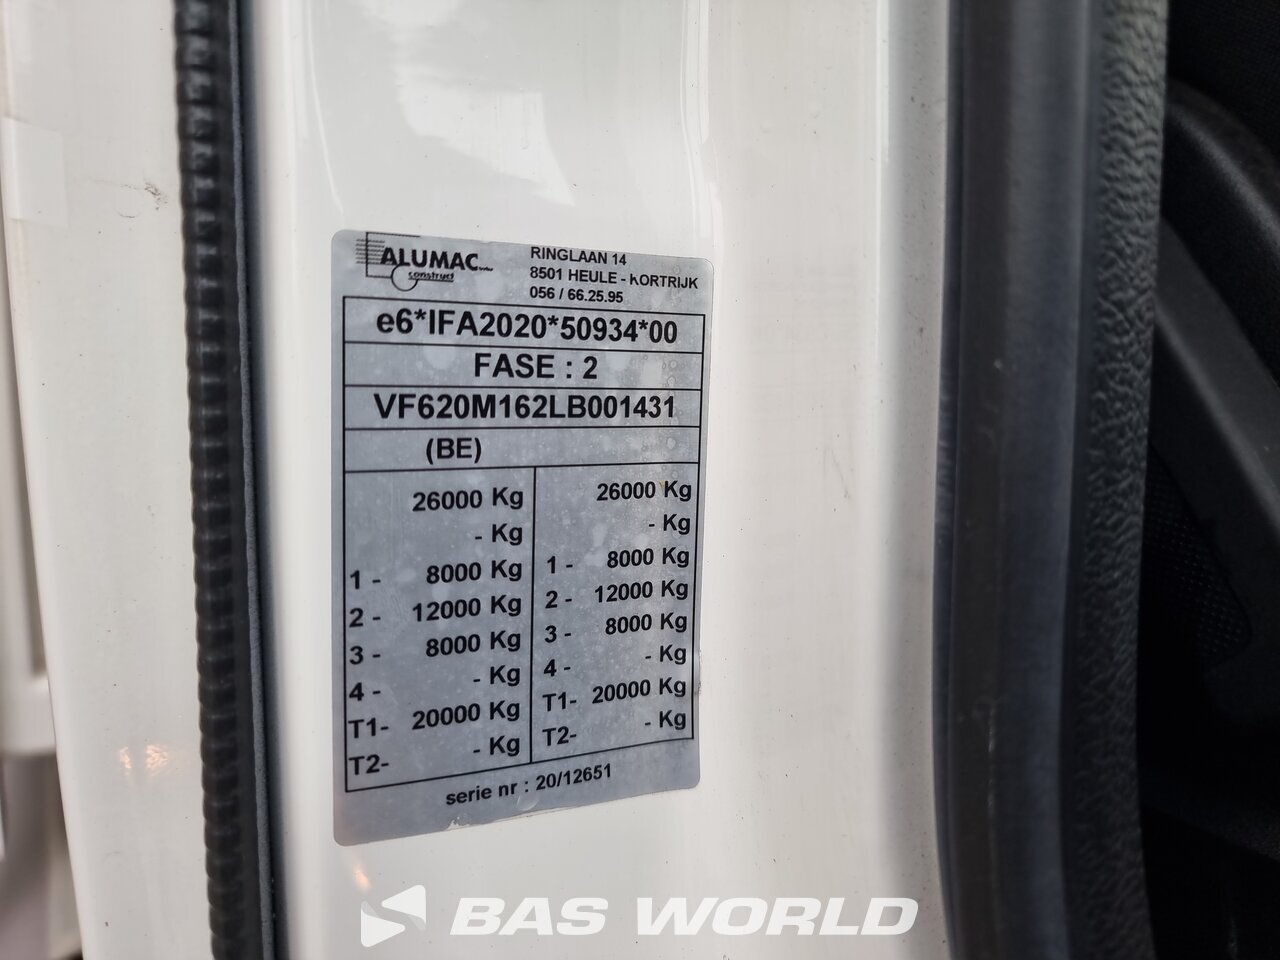 ALUMAC
construct
RINGLAAN 14
8501 HEULE - KORTRIJK
056 / 66.25.95
e6*IFA2020*50934*00
FASE : 2
VF620M162LB001431
(BE)
26000 Kg 26000 Kg
- Kg - Kg
1 - 8000 Kg 1 - 8000 Kg
2 - 12000 Kg 2 - 12000 Kg
3 - 8000 Kg 3 - 8000 Kg
4 - - Kg 4 - - Kg
T1- 20000 Kg T1- 20000 Kg
T2- - Kg T2- - Kg
serie nr : 20/12651
BAS WORLD